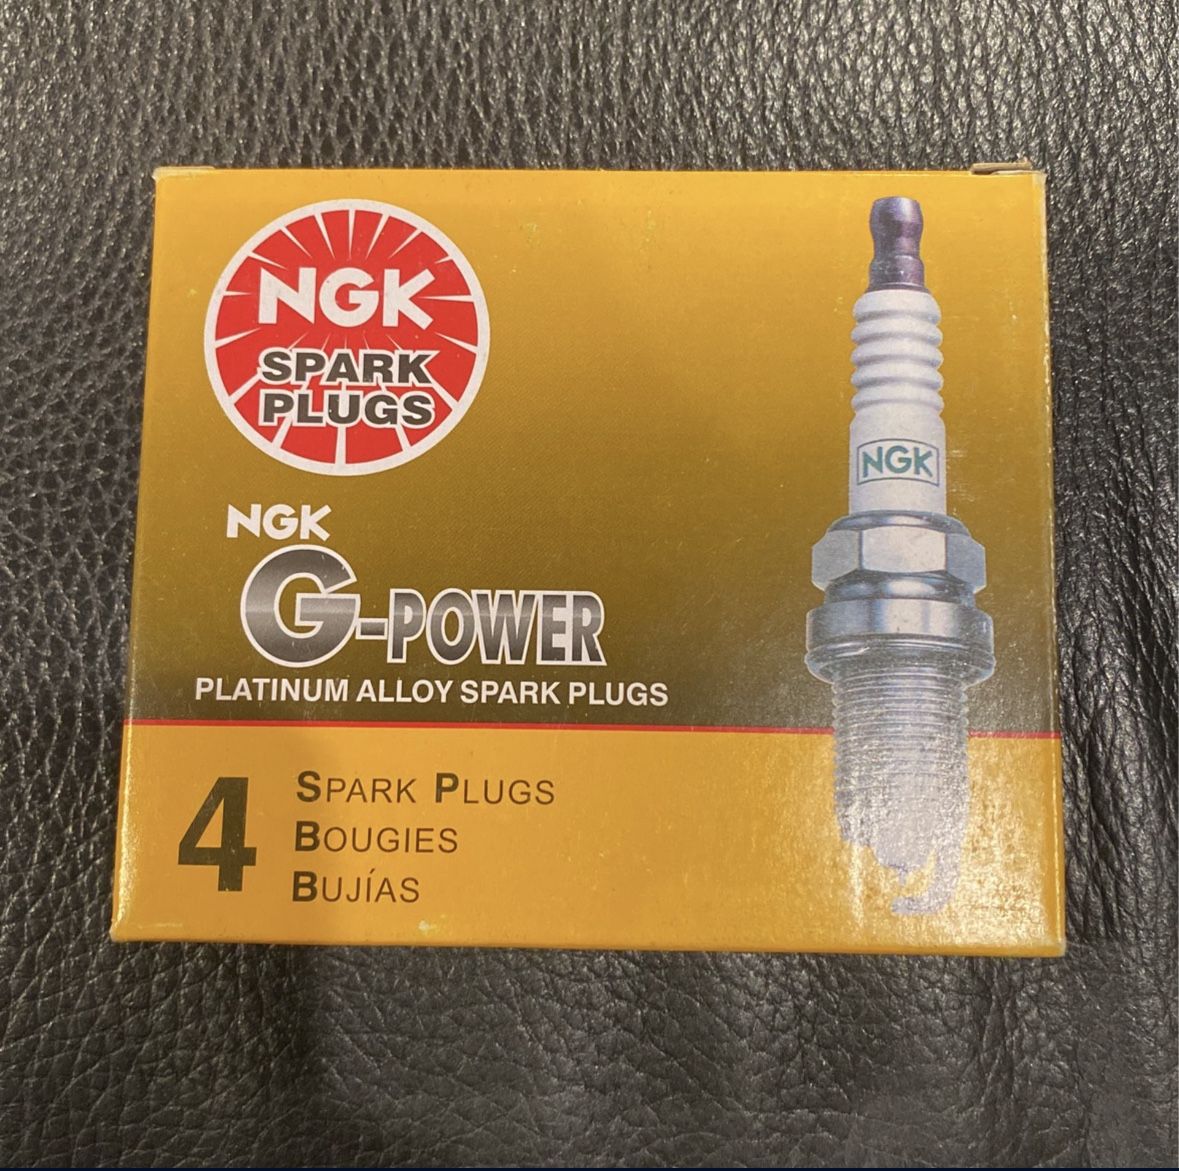 NGK
SPARK
PLUGS
NGK
NGK
G-POWER
PLATINUM ALLOY SPARK PLUGS
4
SPARK PLUGS
BOUGIES
BUJÍAS